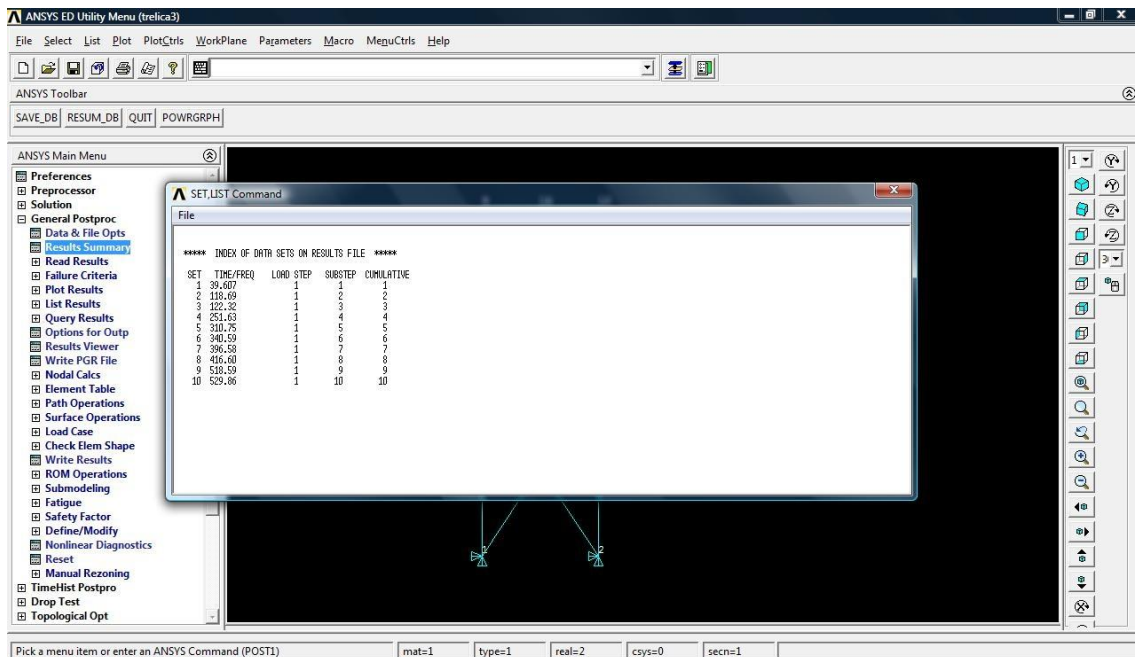 ANSYS ED Utility Menu (trelica3)
File Select List Plot PlotCtrls WorkPlane Parameters Macro MenuCtrls Help
ANSYS Toolbar
SAVE_DB RESUM_DB QUIT POWRGRPH
ANSYS Main Menu
Preferences
Preprocessor
Solution
General Postproc
Data & File Opts
Results Summary
Read Results
Failure Criteria
Plot Results
List Results
Query Results
Options for Outp
Results Viewer
Write PGR File
Nodal Calcs
Element Table
Path Operations
Surface Operations
Load Case
Check Elem Shape
Write Results
ROM Operations
Submodeling
Fatigue
Safety Factor
Define/Modify
Nonlinear Diagnostics
Reset
Manual Rezoning
TimeHist Postpro
Drop Test
Topological Opt
SET,LIST Command
File
***** INDEX OF DATA SETS ON RESULTS FILE *****
SET TIME/FREQ LOAD STEP SUBSTEP CUMULATIVE
1 39.607 1 1 1
2 118.69 1 2 2
3 122.32 1 3 3
4 251.63 1 4 4
5 310.75 1 5 5
6 340.59 1 6 6
7 396.58 1 7 7
8 416.60 1 8 8
9 518.59 1 9 9
10 529.86 1 10 10
1 2
1
3
Pick a menu item or enter an ANSYS Command (POST1) mat=1 type=1 real=2 csys=0 secn=1